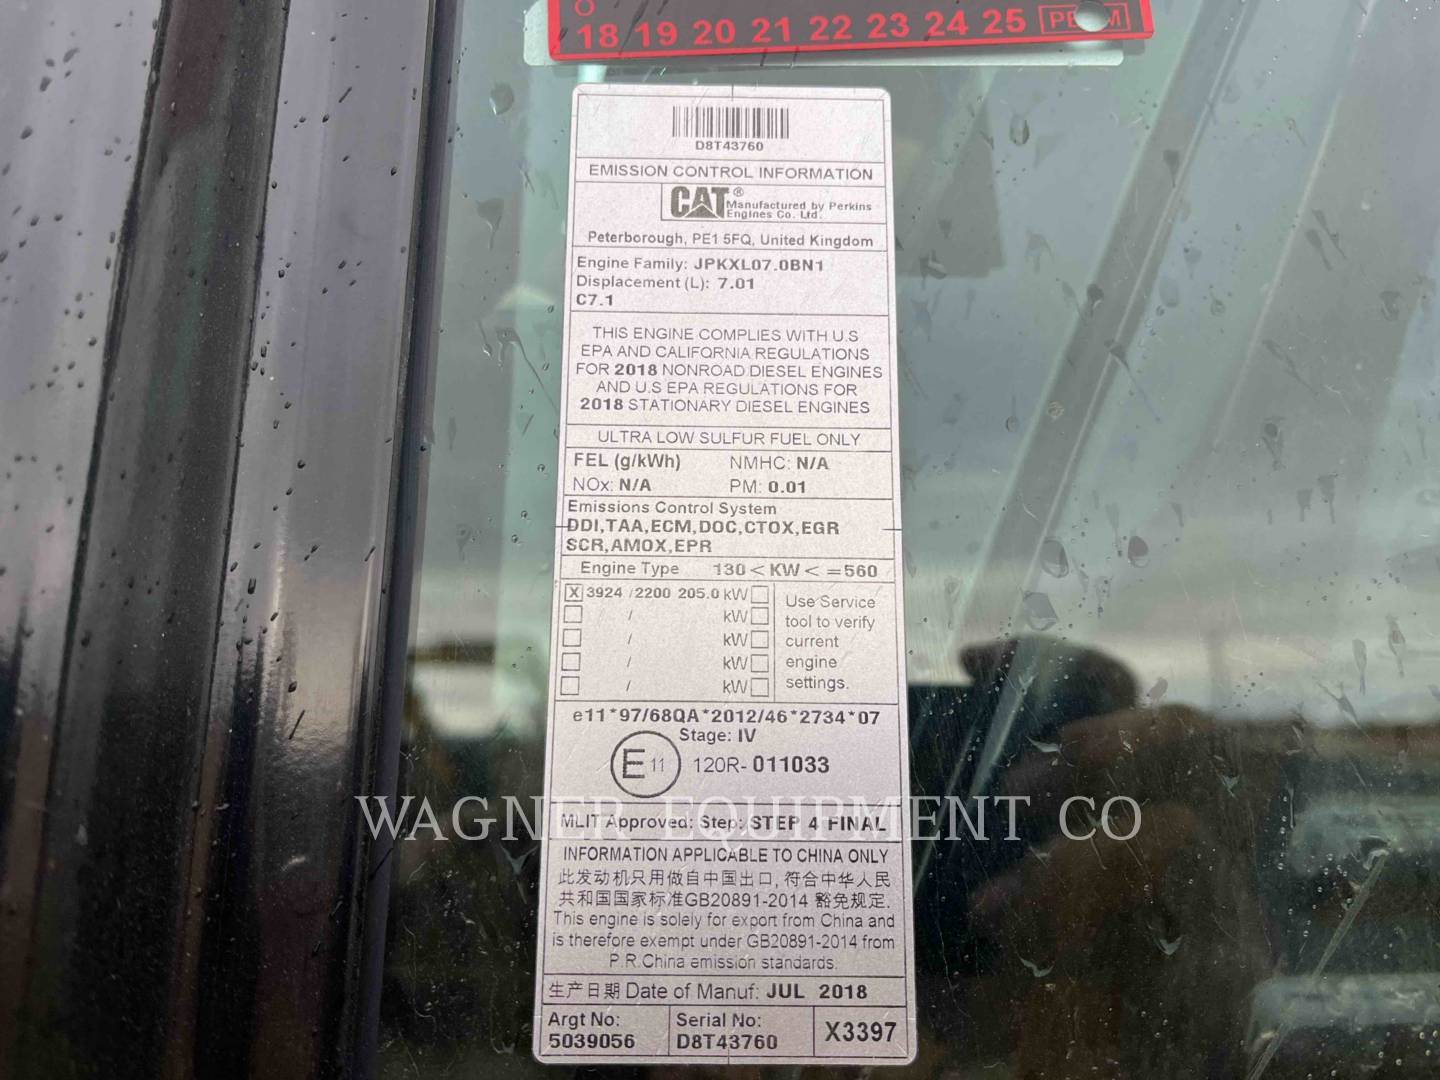 18 19 20 21 22 23 24 25
D8T43760
EMISSION CONTROL INFORMATION
CAT® Manufactured by Perkins
Engines Co. Ltd.
Peterborough, PE1 5FQ, United Kingdom
Engine Family: JPKXL07.0BN1
Displacement (L): 7.01
C7.1
THIS ENGINE COMPLIES WITH U.S
EPA AND CALIFORNIA REGULATIONS
FOR 2018 NONROAD DIESEL ENGINES
AND U.S EPA REGULATIONS FOR
2018 STATIONARY DIESEL ENGINES
ULTRA LOW SULFUR FUEL ONLY
FEL (g/kWh) NMHC: N/A
NOx: N/A PM: 0.01
Emissions Control System
DDI,TAA,ECM,DOC,CTOX,EGR
SCR,AMOX,EPR
Engine Type 130 < KW < =560
X 3924 /2200 205.0 kW
/ kW
/ kW
/ kW
/ kW
Use Service
tool to verify
current
engine
settings.
e11*97/68QA*2012/46*2734*07
Stage: IV
E 11 120R- 011033
WAGNER EQUIPMENT CO
MLIT Approved: Step: STEP 4 FINAL
INFORMATION APPLICABLE TO CHINA ONLY
此发动机只用做自中国出口, 符合中华人民
共和国国家标准GB20891-2014 豁免规定.
This engine is solely for export from China and
is therefore exempt under GB20891-2014 from
P.R.China emission standards.
生产日期 Date of Manuf: JUL 2018
Argt No:
5039056
Serial No:
D8T43760
X3397